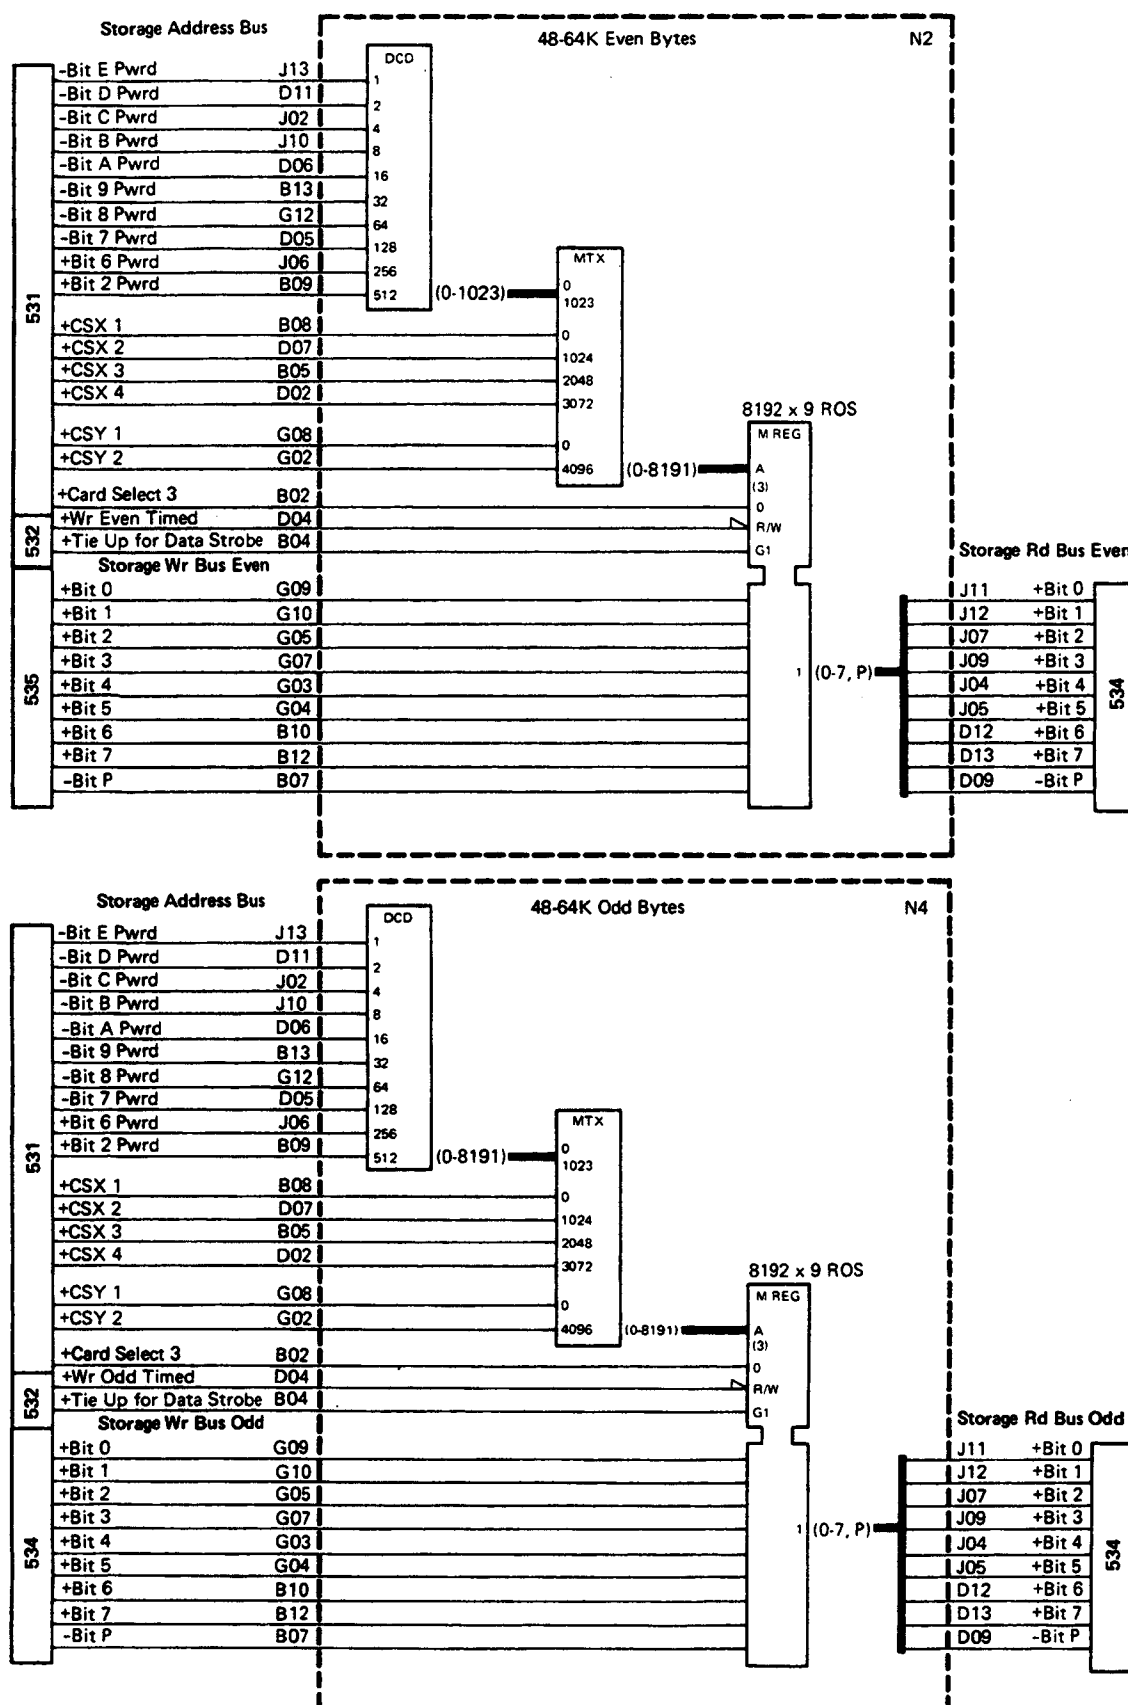 Storage Address Bus
48-64K Even Bytes N2
DCD
-Bit E Pwrd J13 1
-Bit D Pwrd D11 2
-Bit C Pwrd J02 4
-Bit B Pwrd J10 8
-Bit A Pwrd D06 16
-Bit 9 Pwrd B13 32
-Bit 8 Pwrd G12 64
-Bit 7 Pwrd D05 128
+Bit 6 Pwrd J06 256
+Bit 2 Pwrd B09 512
(0-1023)
MTX
0
1023
531
+CSX 1 B08 0
+CSX 2 D07 1024
+CSX 3 B05 2048
+CSX 4 D02 3072
+CSY 1 G08 0
+CSY 2 G02 4096
(0-8191)
8192 x 9 ROS
M REG
A
(3)
+Card Select 3 B02 0
+Wr Even Timed D04 R/W
+Tie Up for Data Strobe B04 G1
532
Storage Wr Bus Even
Storage Rd Bus Even
+Bit 0 G09 J11 +Bit 0
+Bit 1 G10 J12 +Bit 1
+Bit 2 G05 J07 +Bit 2
+Bit 3 G07 J09 +Bit 3
+Bit 4 G03 J04 +Bit 4
+Bit 5 G04 J05 +Bit 5
+Bit 6 B10 D12 +Bit 6
+Bit 7 B12 D13 +Bit 7
-Bit P B07 D09 -Bit P
535
1 (0-7, P)
534
Storage Address Bus
48-64K Odd Bytes N4
DCD
-Bit E Pwrd J13 1
-Bit D Pwrd D11 2
-Bit C Pwrd J02 4
-Bit B Pwrd J10 8
-Bit A Pwrd D06 16
-Bit 9 Pwrd B13 32
-Bit 8 Pwrd G12 64
-Bit 7 Pwrd D05 128
+Bit 6 Pwrd J06 256
+Bit 2 Pwrd B09 512
(0-8191)
MTX
0
1023
531
+CSX 1 B08 0
+CSX 2 D07 1024
+CSX 3 B05 2048
+CSX 4 D02 3072
+CSY 1 G08 0
+CSY 2 G02 4096
(0-8191)
8192 x 9 ROS
M REG
A
(3)
+Card Select 3 B02 0
+Wr Odd Timed D04 R/W
+Tie Up for Data Strobe B04 G1
532
Storage Wr Bus Odd
Storage Rd Bus Odd
+Bit 0 G09 J11 +Bit 0
+Bit 1 G10 J12 +Bit 1
+Bit 2 G05 J07 +Bit 2
+Bit 3 G07 J09 +Bit 3
+Bit 4 G03 J04 +Bit 4
+Bit 5 G04 J05 +Bit 5
+Bit 6 B10 D12 +Bit 6
+Bit 7 B12 D13 +Bit 7
-Bit P B07 D09 -Bit P
534
1 (0-7, P)
534